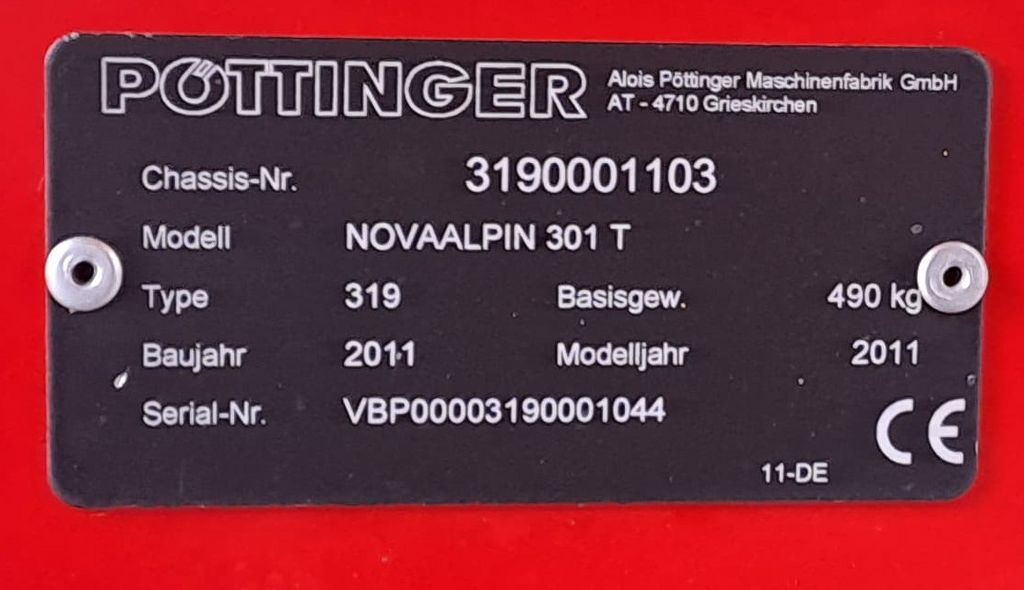 PÖTTINGER Alois Pöttinger Maschinenfabrik GmbH
AT - 4710 Grieskirchen
Chassis-Nr. 3190001103
Modell NOVAALPIN 301 T
Type 319 Basisgew. 490 kg
Baujahr 2011 Modelljahr 2011
Serial-Nr. VBP00003190001044
CE
11-DE